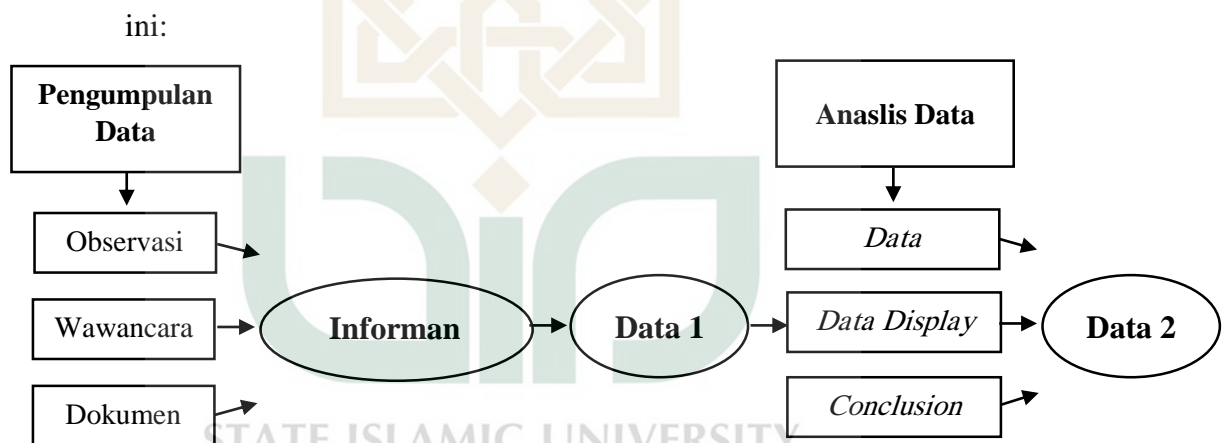 ini:
Pengumpulan
Data
Anaslis Data
Observasi
Data
Wawancara
Informan
Data 1
Data Display
Data 2
Dokumen
Conclusion
STATE ISLAMIC UNIVERSITY